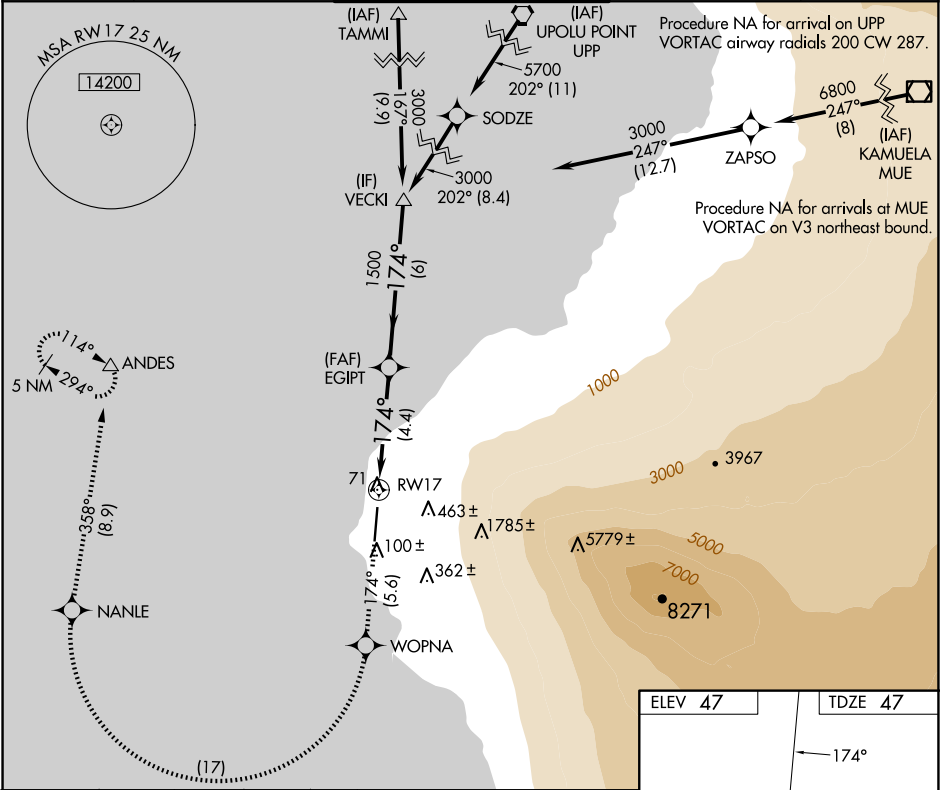 MSA RW17 25 NM
14200
(IAF)
TAMMI
(IAF)
UPOLU POINT
UPP
Procedure NA for arrival on UPP
VORTAC airway radials 200 CW 287.
5700
202° (11)
3000
167°
(9.9)
SODZE
6800
247°
(8)
(IAF)
KAMUELA
MUE
3000
247°
(12.7)
ZAPSO
3000
202° (8.4)
(IF)
VECKI
Procedure NA for arrivals at MUE
VORTAC on V3 northeast bound.
1500
174°
(6)
114°
294°
5 NM
ANDES
(FAF)
EGIPT
1000
174°
(4.4)
3967
3000
71
RW17
463±
1785±
5779±
5000
358°
(8.9)
100±
362±
7000
174°
(5.6)
8271
NANLE
WOPNA
(17)
ELEV 47
TDZE 47
174°